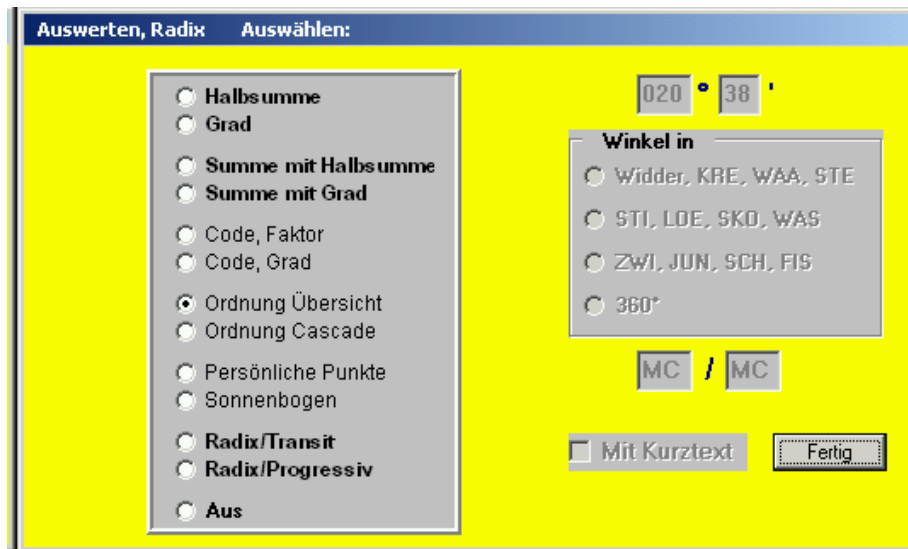 Auswerten, Radix Auswählen:
Halbsumme
Grad
Summe mit Halbsumme
Summe mit Grad
Code, Faktor
Code, Grad
Ordnung Übersicht
Ordnung Cascade
Persönliche Punkte
Sonnenbogen
Radix/Transit
Radix/Progressiv
Aus
020 ° 38 '
Winkel in
Widder, KRE, WAA, STE
STI, LOE, SKO, WAS
ZWI, JUN, SCH, FIS
360°
MC / MC
Mit Kurztext
Fertig